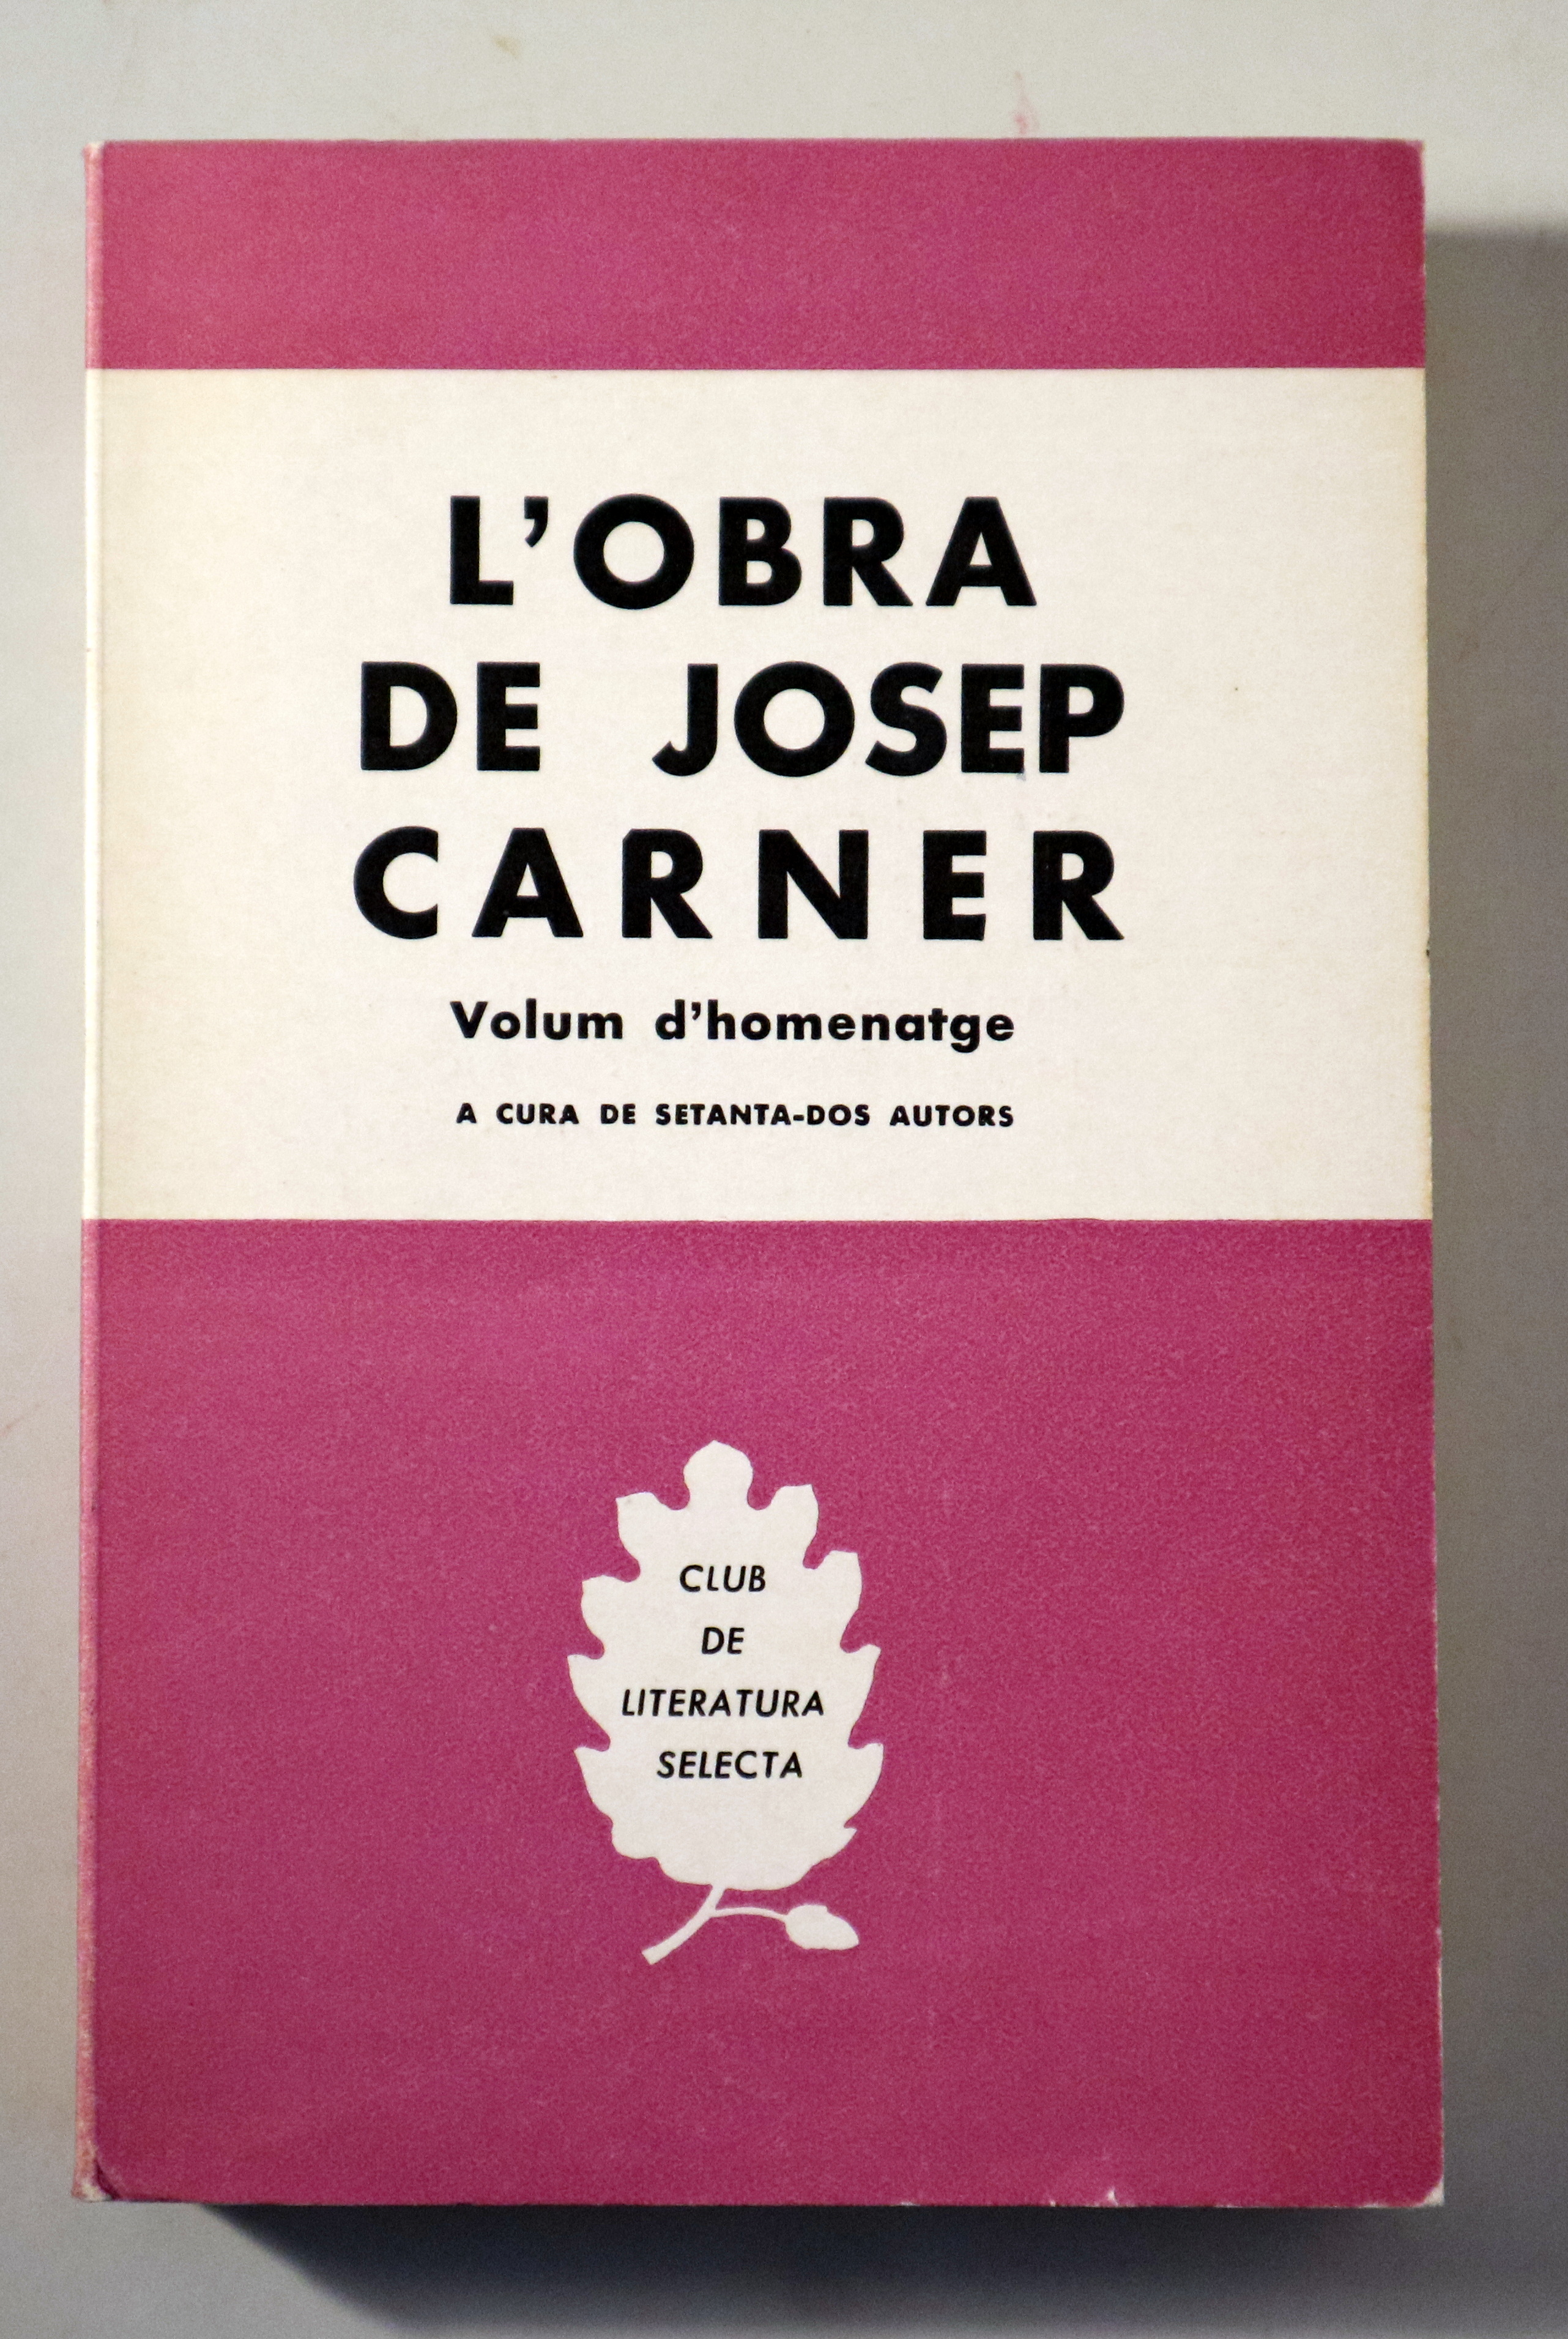 L'OBRA
DE JOSEP
CARNER
Volum d'homenatge
A CURA DE SETANTA-DOS AUTORS
CLUB
DE
LITERATURA
SELECTA